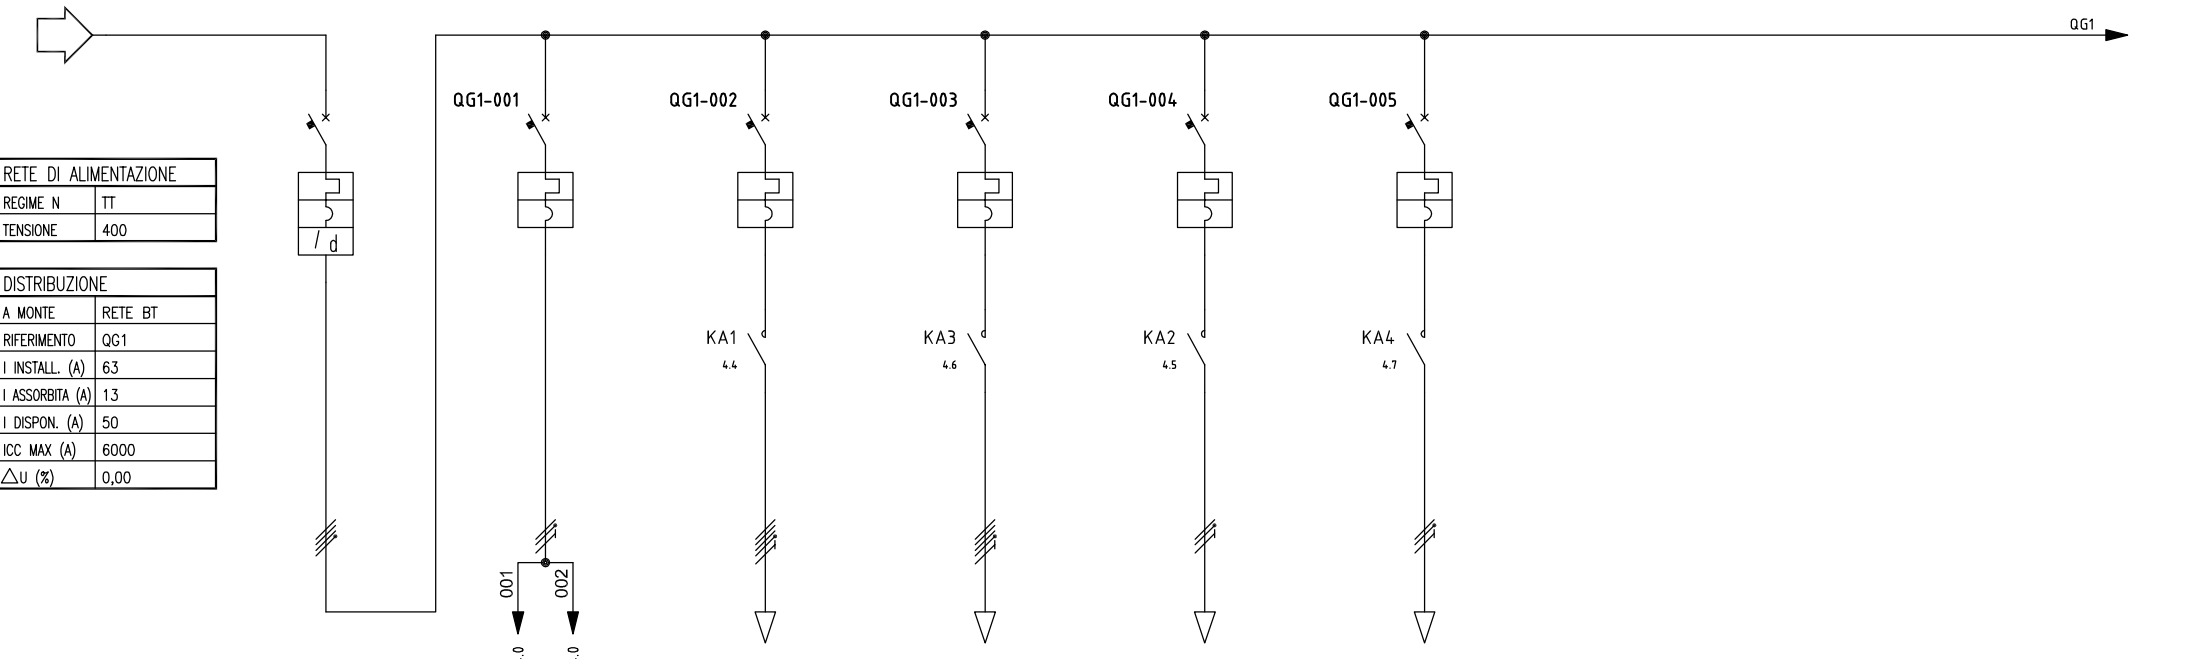 QG1
QG1-001
QG1-002
QG1-003
QG1-004
QG1-005
RETE DI ALIMENTAZIONE
REGIME N TT
TENSIONE 400
I d
DISTRIBUZIONE
A MONTE RETE BT
RIFERIMENTO QG1
I INSTALL. (A) 63
I ASSORBITA (A) 13
I DISPON. (A) 50
ICC MAX (A) 6000
△U (%) 0,00
KA1
4.4
KA3
4.6
KA2
4.5
KA4
4.7
001
002
.0
.0